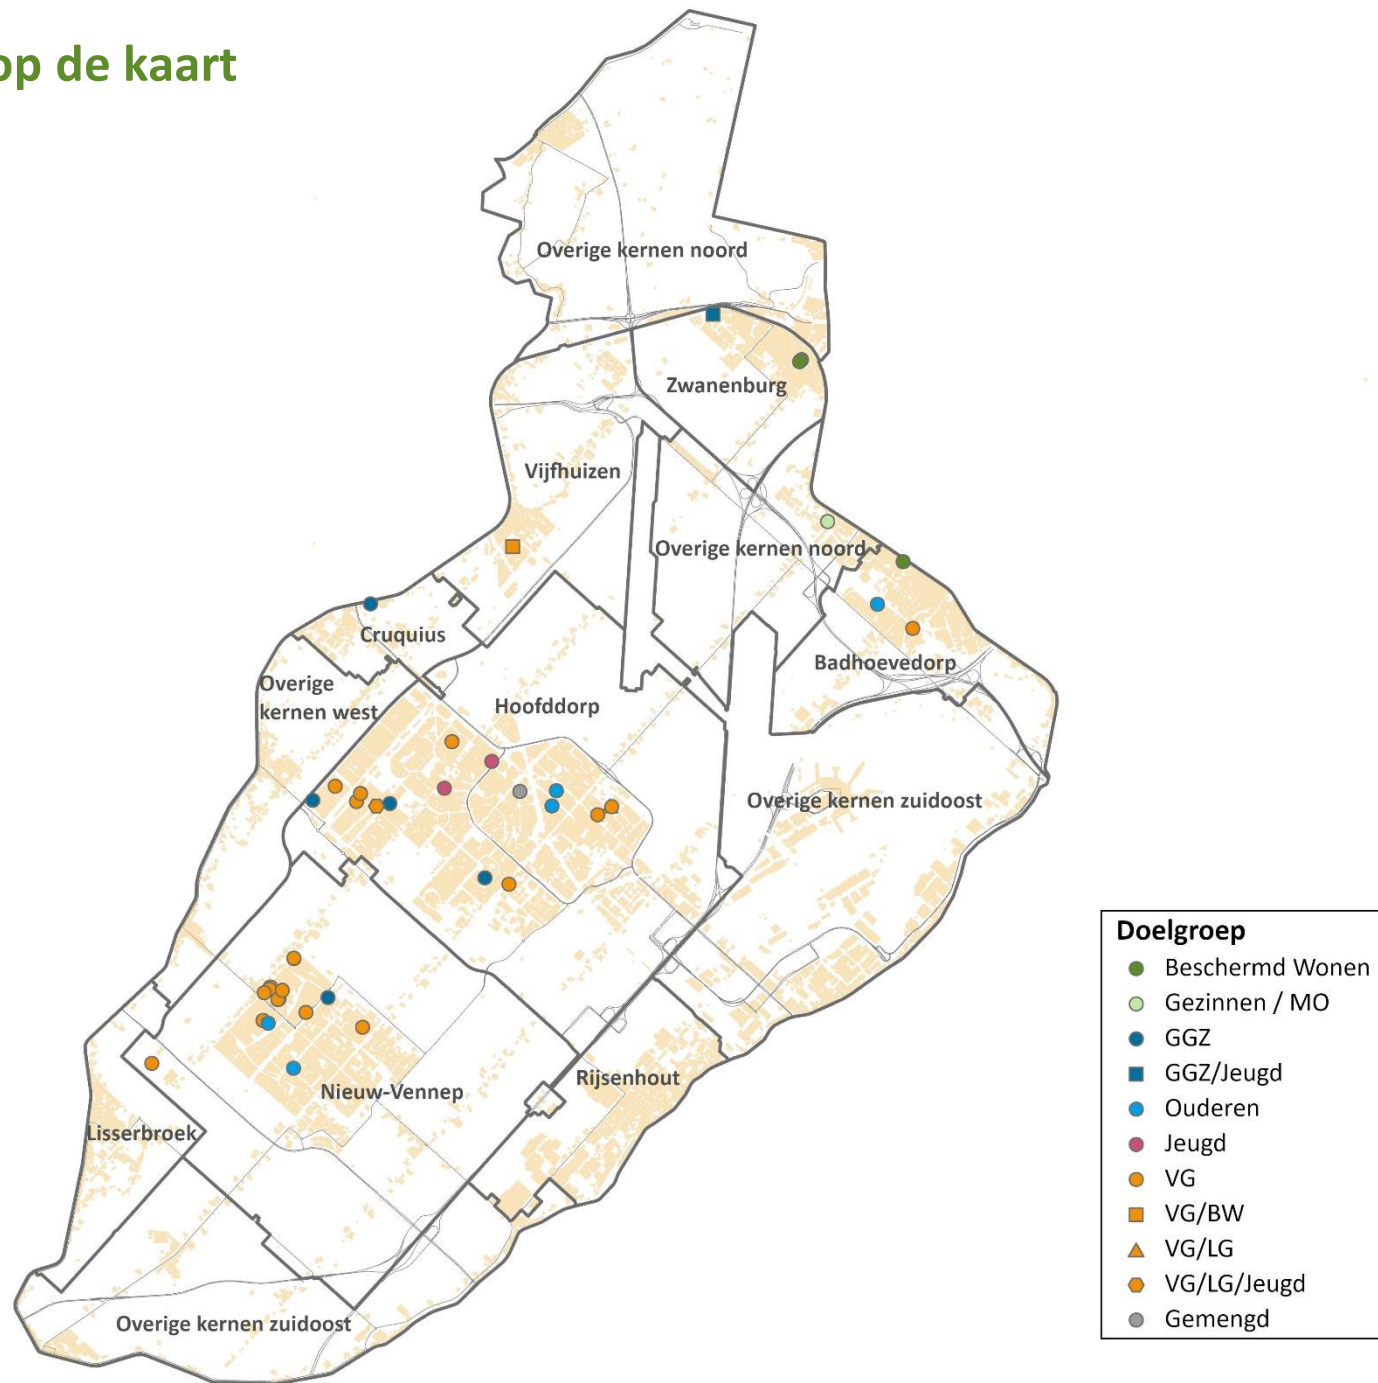 op de kaart
Overige kernen noord
Zwanenburg
Vijfhuizen
Overige kernen noord
Cruquius
Badhoevedorp
Overige
kernen west
Hoofddorp
Overige kernen zuidoost
Rijsenhout
Nieuw-Vennep
Lisserbroek
Overige kernen zuidoost
Doelgroep
Beschermd Wonen
Gezinnen / MO
GGZ
GGZ/Jeugd
Ouderen
Jeugd
VG
VG/BW
VG/LG
VG/LG/Jeugd
Gemengd